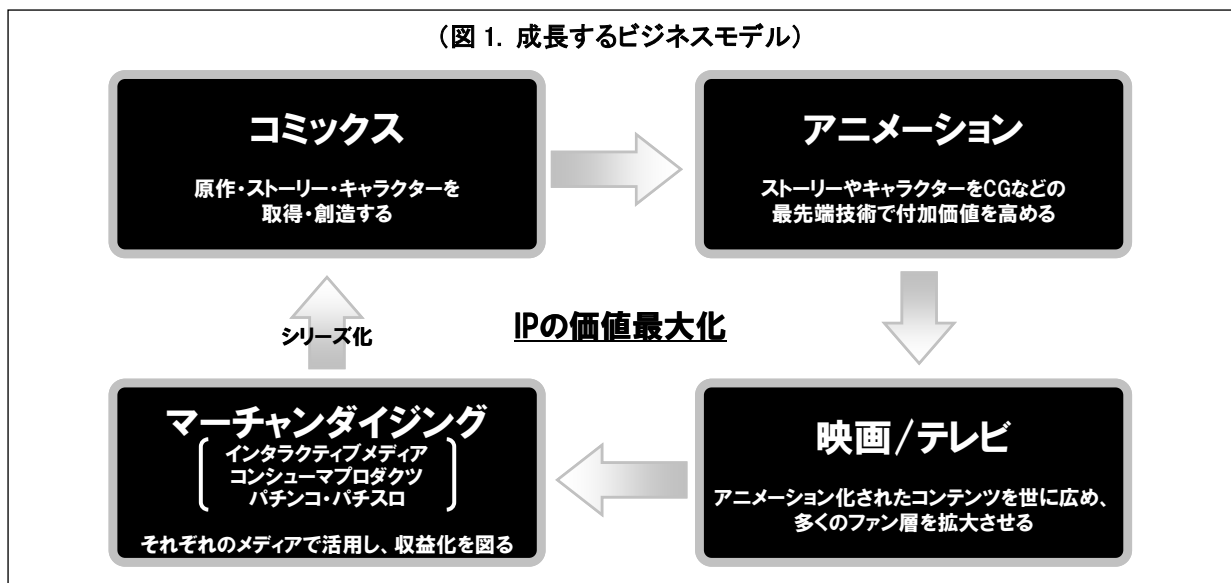 (図 1. 成長するビジネスモデル)
コミックス
原作・ストーリー・キャラクターを
取得・創造する
アニメーション
ストーリーやキャラクターをCGなどの
最先端技術で付加価値を高める
シリーズ化
IPの価値最大化
マーチャンダイジング
インタラクティブメディア
コンシューマプロダクツ
パチンコ・パチスロ
それぞれのメディアで活用し、収益化を図る
映画/テレビ
アニメーション化されたコンテンツを世に広め、
多くのファン層を拡大させる